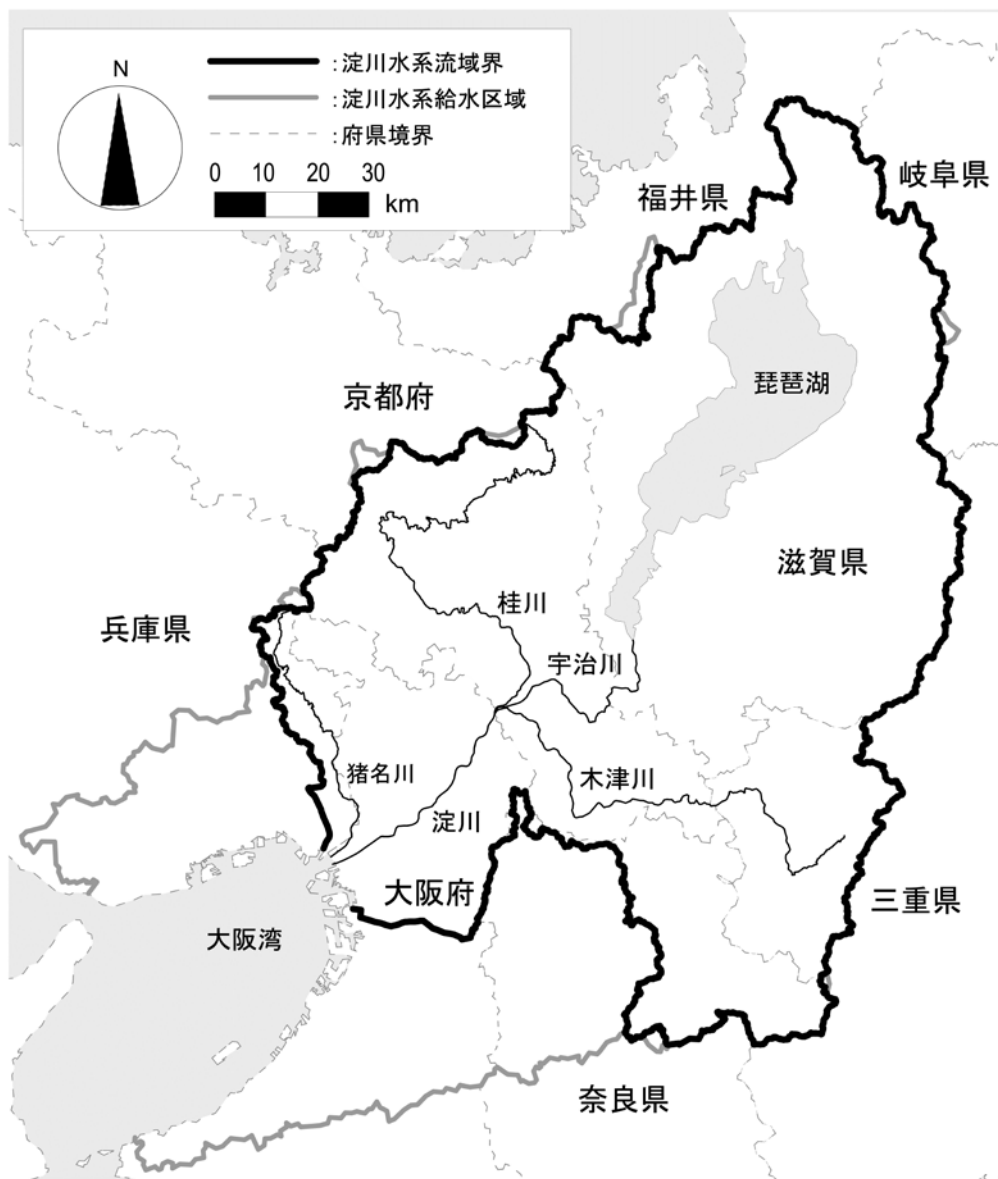 N
：淀川水系流域界
：淀川水系給水区域
：府県境界
0 10 20 30
km
岐阜県
福井県
琵琶湖
京都府
滋賀県
桂川
兵庫県
宇治川
猪名川
木津川
淀川
大阪府
三重県
大阪湾
奈良県